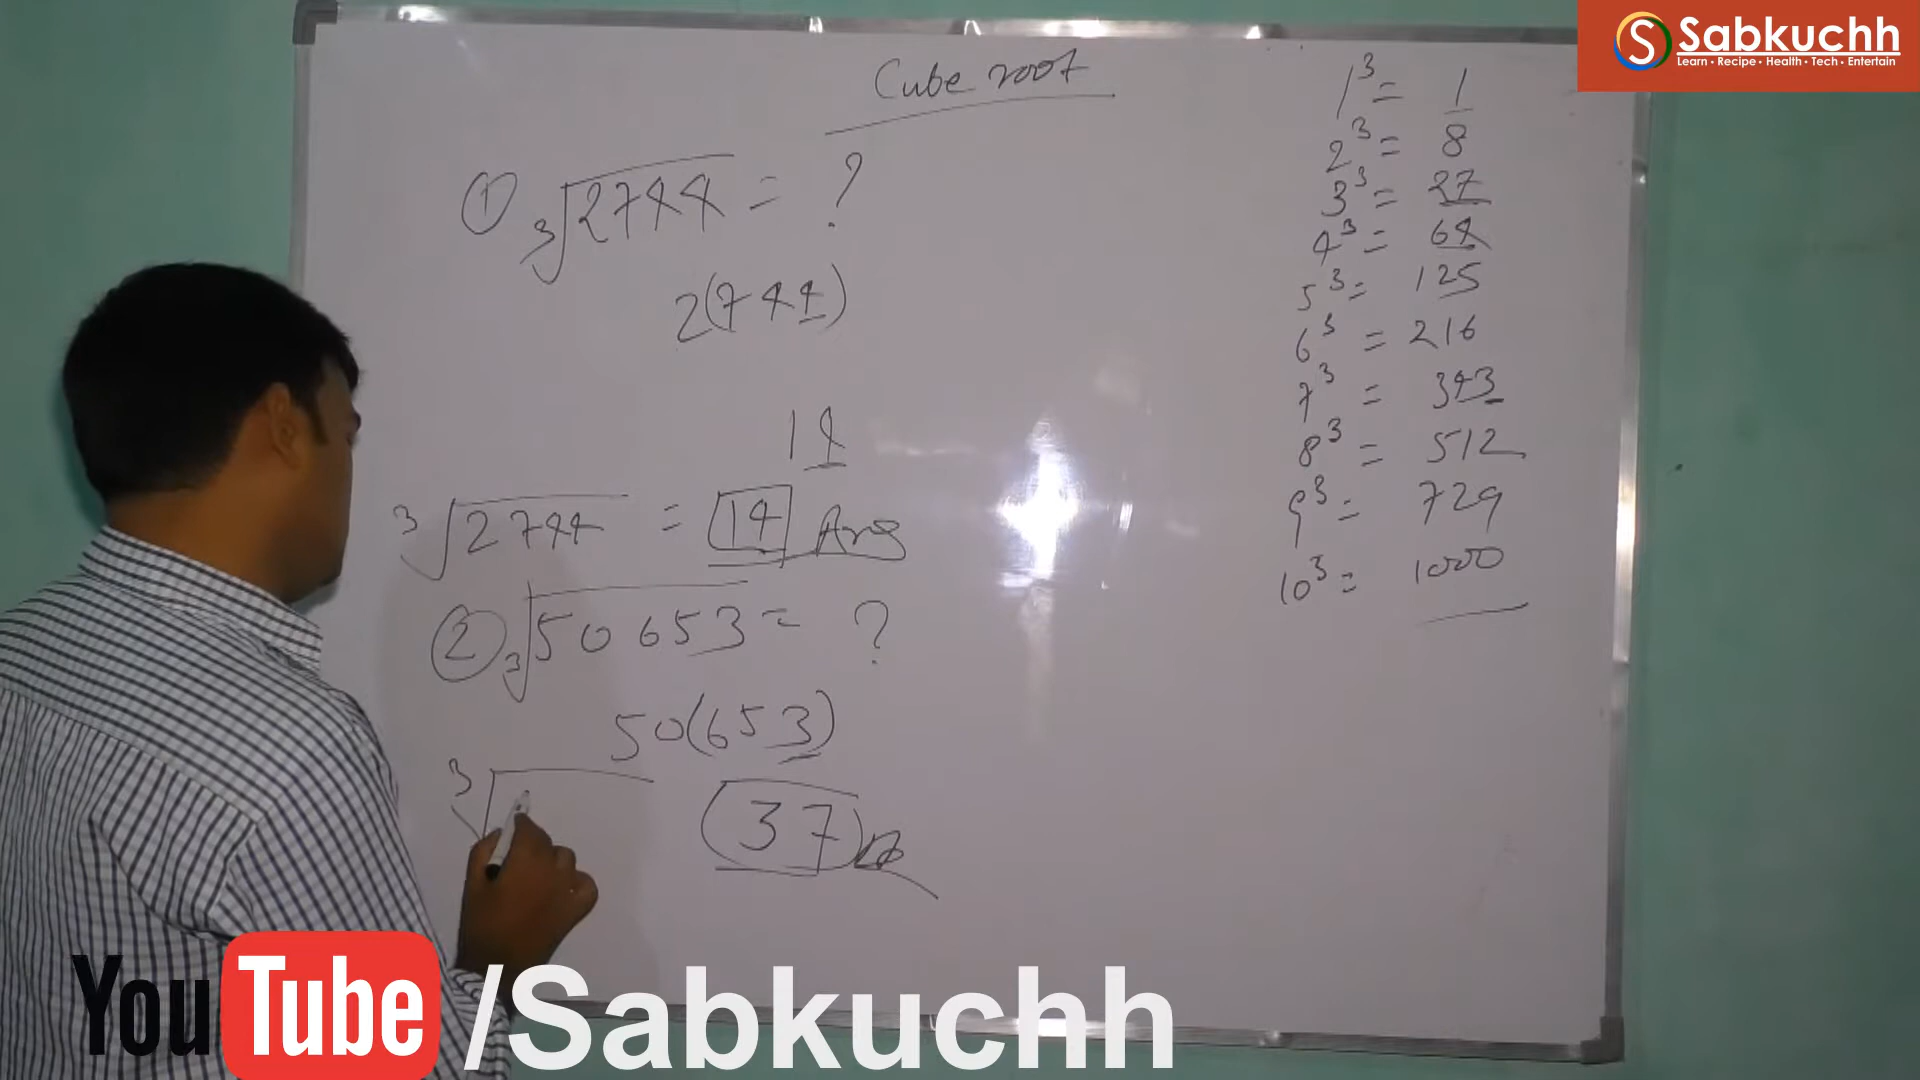 Sabkuchh
Learn • Recipe • Health • Tech • Entertain
Cube root
① ∛2744 = ?
2(744)
14
∛2744 = 14 Ans
② ∛50653 = ?
50(653)
3√
37
1³ = 1
2³ = 8
3³ = 27
4³ = 64
5³ = 125
6³ = 216
7³ = 343
8³ = 512
9³ = 729
10³ = 1000
YouTube /Sabkuchh